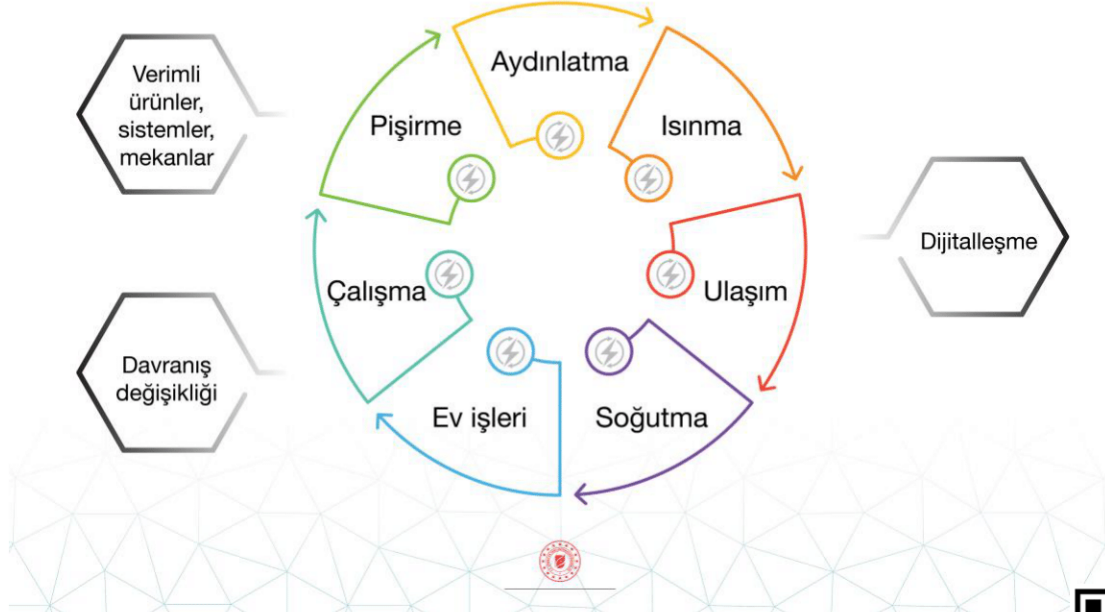 Verimli
ürünler,
sistemler,
mekanlar
Davranış
değişikliği
Aydınlatma
Isınma
Ulaşım
Soğutma
Ev işleri
Çalışma
Pişirme
Dijitalleşme